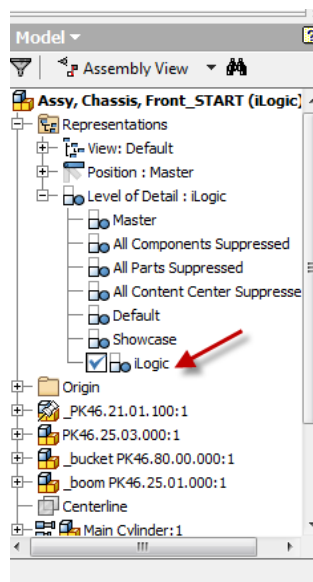 Model
?
Assembly View
Assy, Chassis, Front_START (iLogic)
Representations
View: Default
Position : Master
Level of Detail : iLogic
Master
All Components Suppressed
All Parts Suppressed
All Content Center Suppresse
Default
Showcase
iLogic
Origin
_PK46.21.01.100:1
PK46.25.03.000:1
_bucket PK46.80.00.000:1
_boom PK46.25.01.000:1
Centerline
Main Cylinder:1